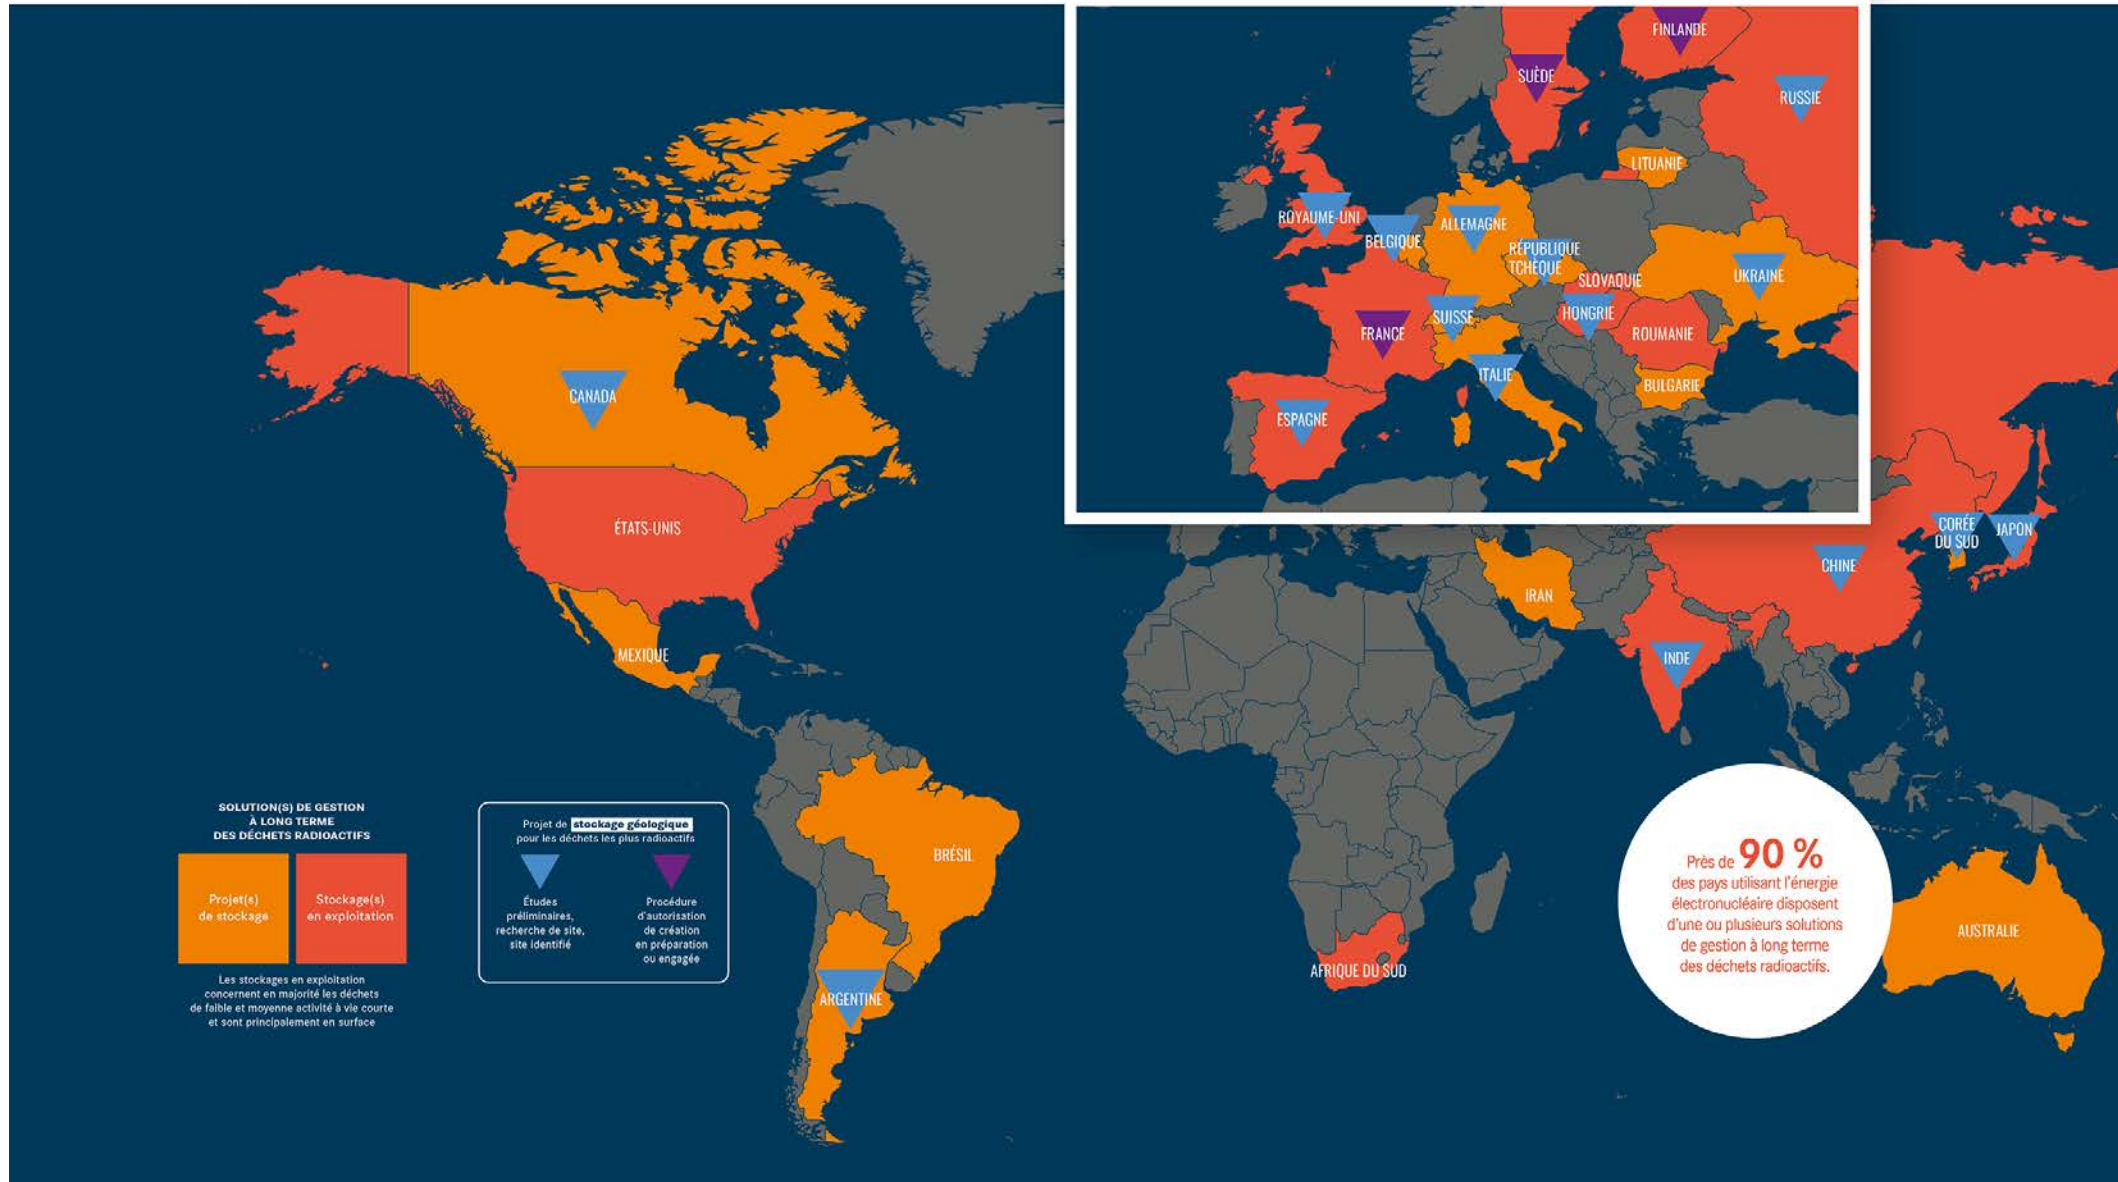 FINLANDE
SUÈDE
RUSSIE
LITUANIE
ROYAUME-UNI
BELGIQUE
ALLEMAGNE
RÉPUBLIQUE
TCHÈQUE
SLOVAQUIE
UKRAINE
SUISSE
HONGRIE
FRANCE
ROUMANIE
ITALIE
BULGARIE
ESPAGNE
CANADA
ÉTATS-UNIS
MEXIQUE
CORÉE
DU SUD
JAPON
CHINE
IRAN
INDE
BRÉSIL
ARGENTINE
AFRIQUE DU SUD
AUSTRALIE
SOLUTION(S) DE GESTION
À LONG TERME
DES DÉCHETS RADIOACTIFS
Projet(s)
de stockage
Stockage(s)
en exploitation
Les stockages en exploitation
concernent en majorité les déchets
de faible et moyenne activité à vie courte
et sont principalement en surface
Projet de stockage géologique
pour les déchets les plus radioactifs
Études
préliminaires,
recherche de site,
site identifié
Procédure
d'autorisation
de création
en préparation
ou engagée
Près de 90 %
des pays utilisant l'énergie
électronucléaire disposent
d'une ou plusieurs solutions
de gestion à long terme
des déchets radioactifs.